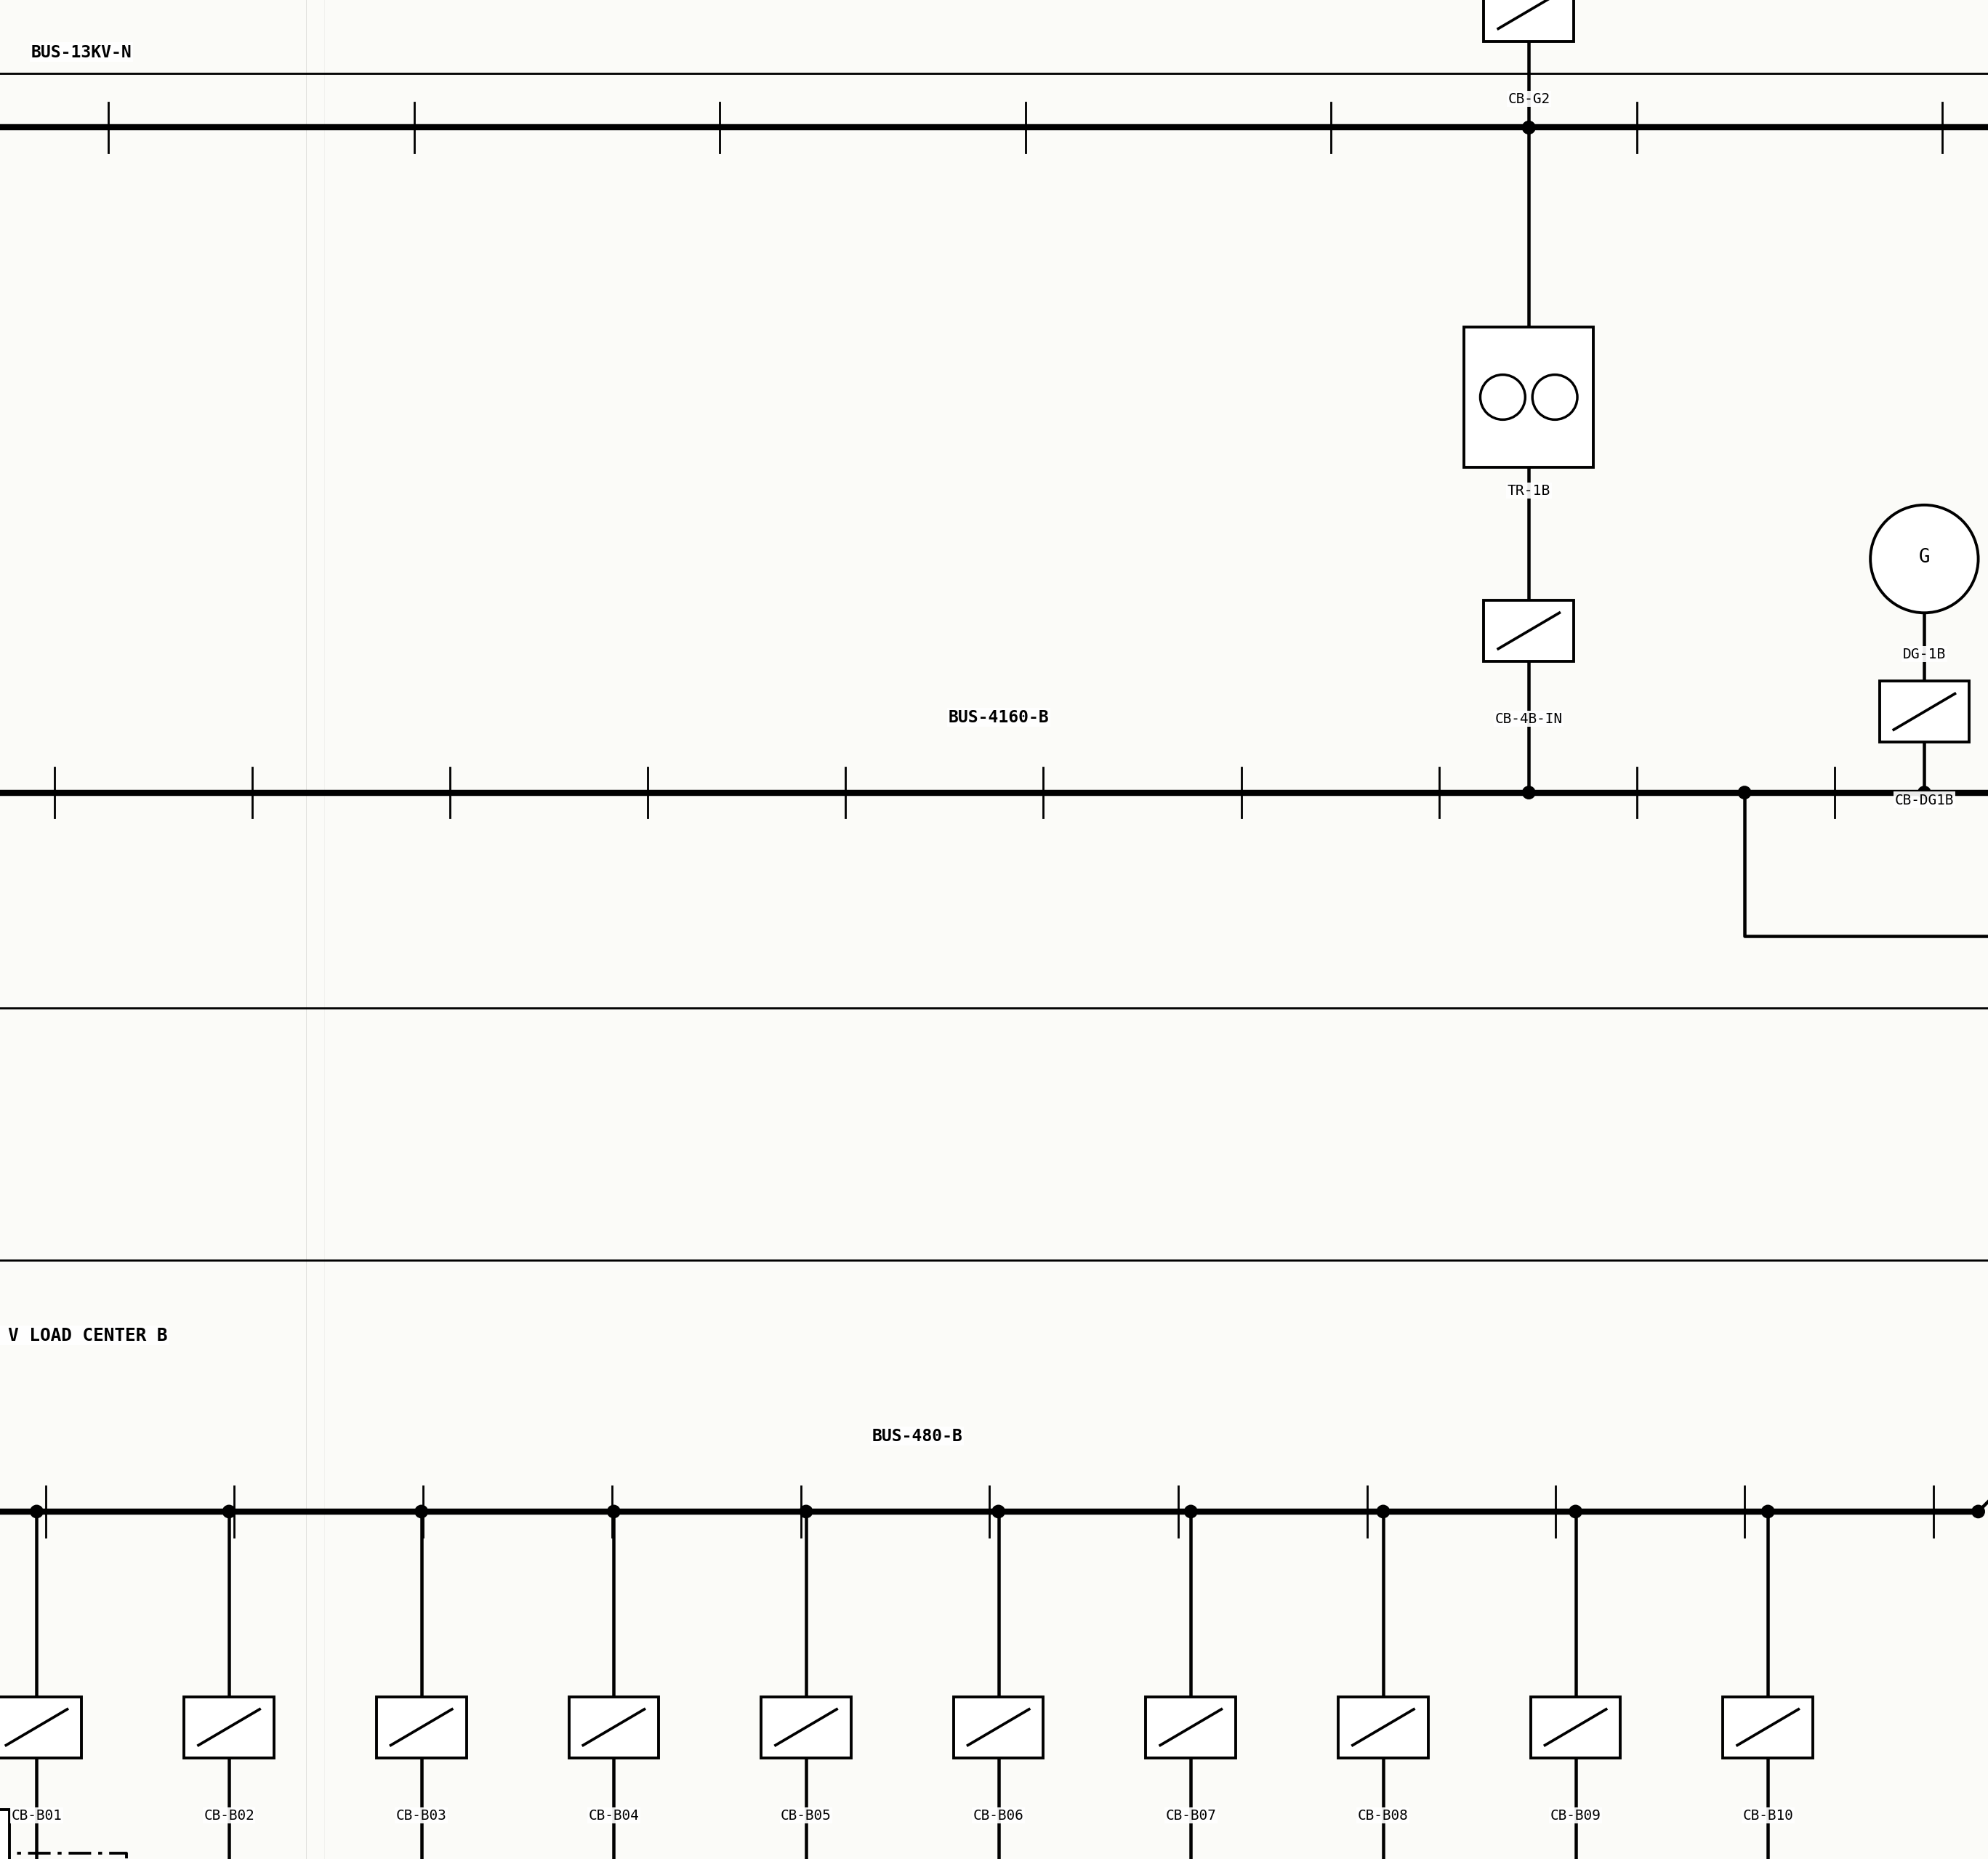 BUS-13KV-N
CB-G2
TR-1B
G
DG-1B
BUS-4160-B
CB-4B-IN
CB-DG1B
V LOAD CENTER B
BUS-480-B
CB-B01
CB-B02
CB-B03
CB-B04
CB-B05
CB-B06
CB-B07
CB-B08
CB-B09
CB-B10